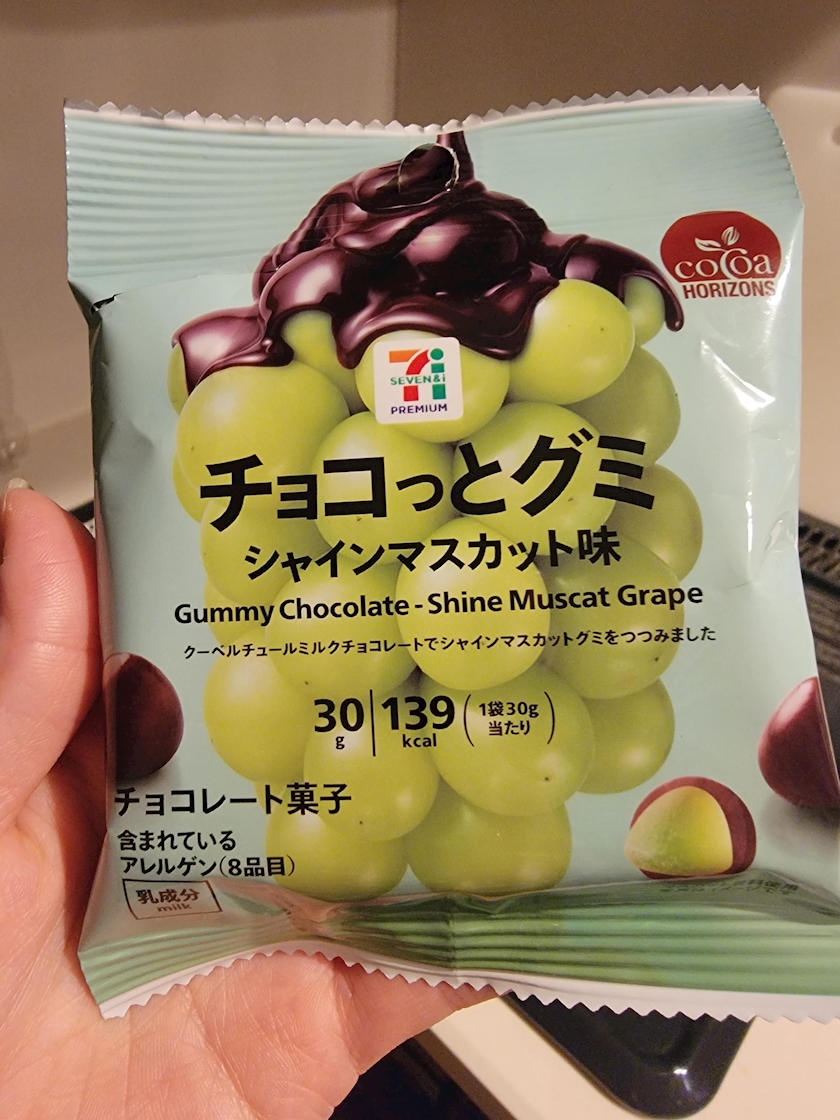 cocoa
HORIZONS
SEVEN&i
PREMIUM
チョコっとグミ
シャインマスカット味
Gummy Chocolate - Shine Muscat Grape
クーベルチュールミルクチョコレートでシャインマスカットグミをつつみました
30g 139kcal (1袋30g当たり)
チョコレート菓子
含まれている
アレルゲン(8品目)
乳成分
milk